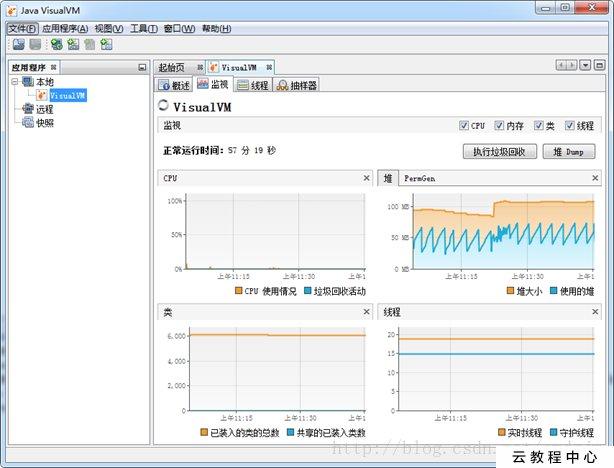 Java VisualVM
文件(F) 应用程序(A) 视图(V) 工具(T) 窗口(W) 帮助(H)
应用程序
本地
VisualVM
远程
快照
起始页 VisualVM
概述 监视 线程 抽样器
VisualVM
监视 CPU 内存 类 线程
正常运行时间: 57 分 19 秒 执行垃圾回收 堆 Dump
CPU
100%
50%
0%
上午11:15 上午11:30 上午1
CPU 使用情况 垃圾回收活动
堆 PermGen
100 MB
50 MB
0 MB
上午11:15 上午11:30 上午1
堆大小 使用的堆
类
6,000
4,000
2,000
0
上午11:15 上午11:30 上午1
已装入的类的总数 共享的已装入类数
线程
20
15
10
5
0
上午11:15 上午11:30 上午1
实时线程 守护线程
http://blog.csdn.net/
云教程中心